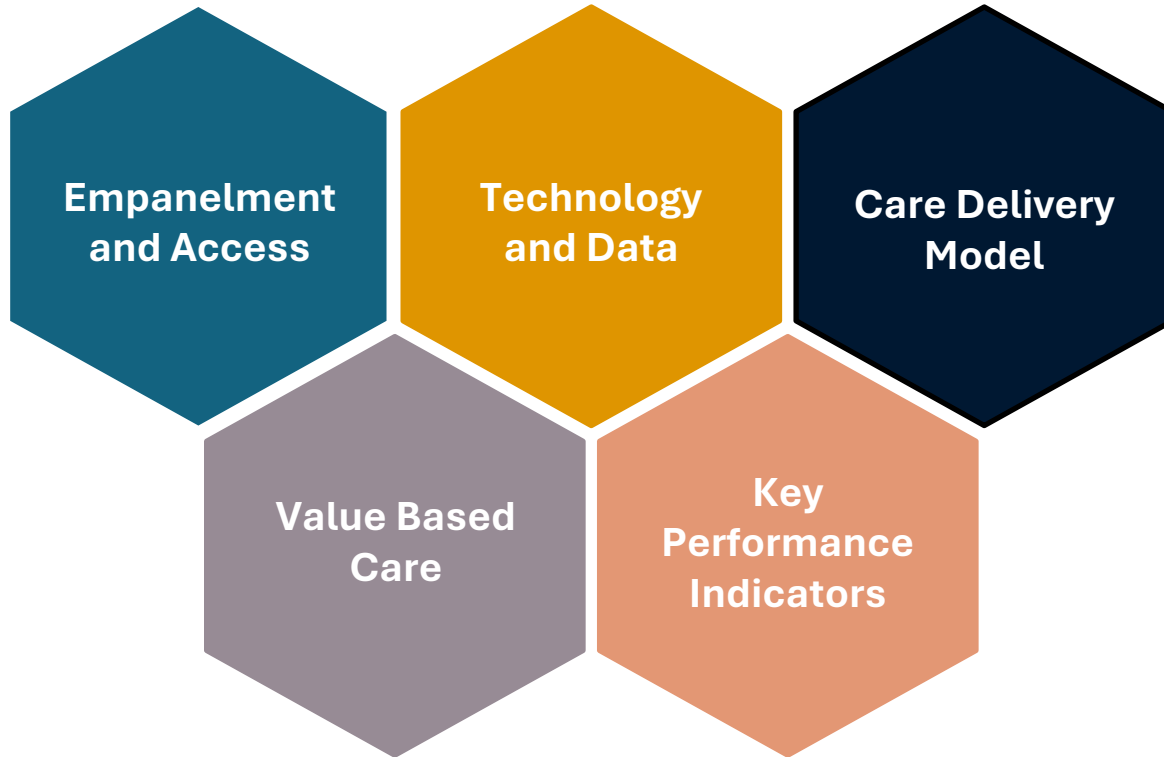 Empanelment
and Access
Technology
and Data
Care Delivery
Model
Value Based
Care
Key
Performance
Indicators